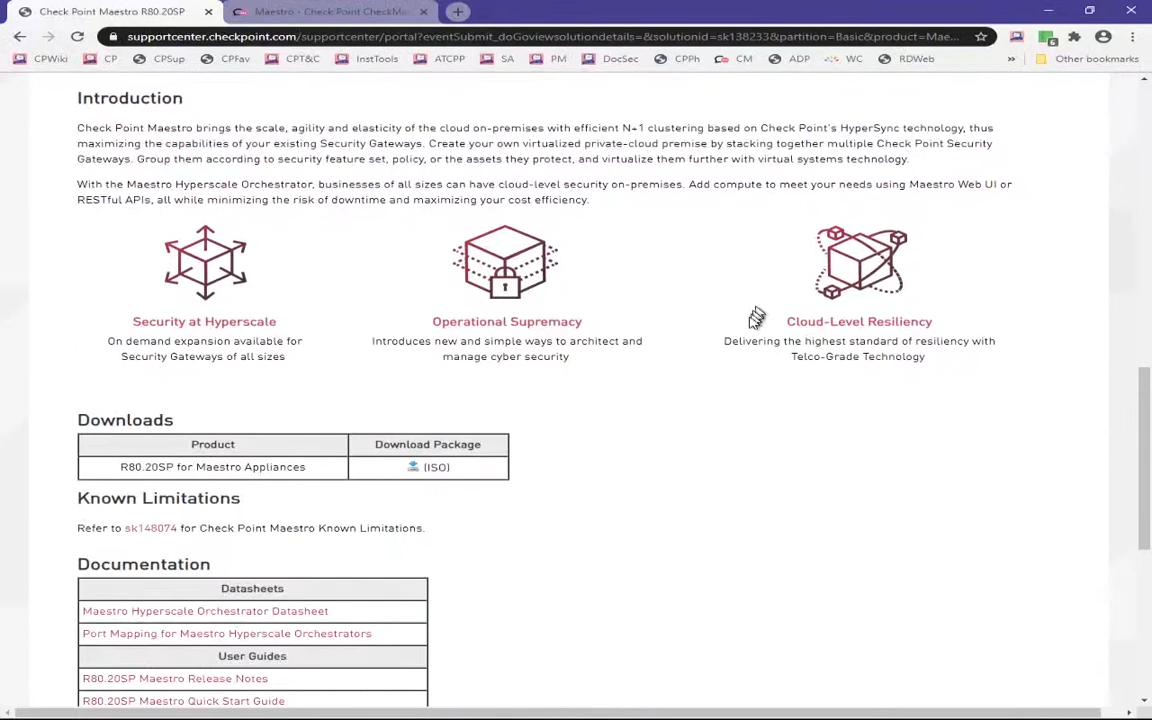 Check Point Maestro R80.20SP
Maestro - Check Point CheckMa
supportcenter.checkpoint.com/supportcenter/portal?eventSubmit_doGoviewsolutiondetails=&solutionid=sk138233&partition=Basic&product=Mae...
CPWiki CP CPSup CPFav CPT&C InstTools ATCPP SA PM DocSec CPPh CM ADP WC RDWeb » Other bookmarks
Introduction
Check Point Maestro brings the scale, agility and elasticity of the cloud on-premises with efficient N+1 clustering based on Check Point's HyperSync technology, thus
maximizing the capabilities of your existing Security Gateways. Create your own virtualized private-cloud premise by stacking together multiple Check Point Security
Gateways. Group them according to security feature set, policy, or the assets they protect, and virtualize them further with virtual systems technology.
With the Maestro Hyperscale Orchestrator, businesses of all sizes can have cloud-level security on-premises. Add compute to meet your needs using Maestro Web UI or
RESTful APIs, all while minimizing the risk of downtime and maximizing your cost efficiency.
Security at Hyperscale
On demand expansion available for
Security Gateways of all sizes
Operational Supremacy
Introduces new and simple ways to architect and
manage cyber security
Cloud-Level Resiliency
Delivering the highest standard of resiliency with
Telco-Grade Technology
Downloads
Product Download Package
R80.20SP for Maestro Appliances (ISO)
Known Limitations
Refer to sk148074 for Check Point Maestro Known Limitations.
Documentation
Datasheets
Maestro Hyperscale Orchestrator Datasheet
Port Mapping for Maestro Hyperscale Orchestrators
User Guides
R80.20SP Maestro Release Notes
R80.20SP Maestro Quick Start Guide